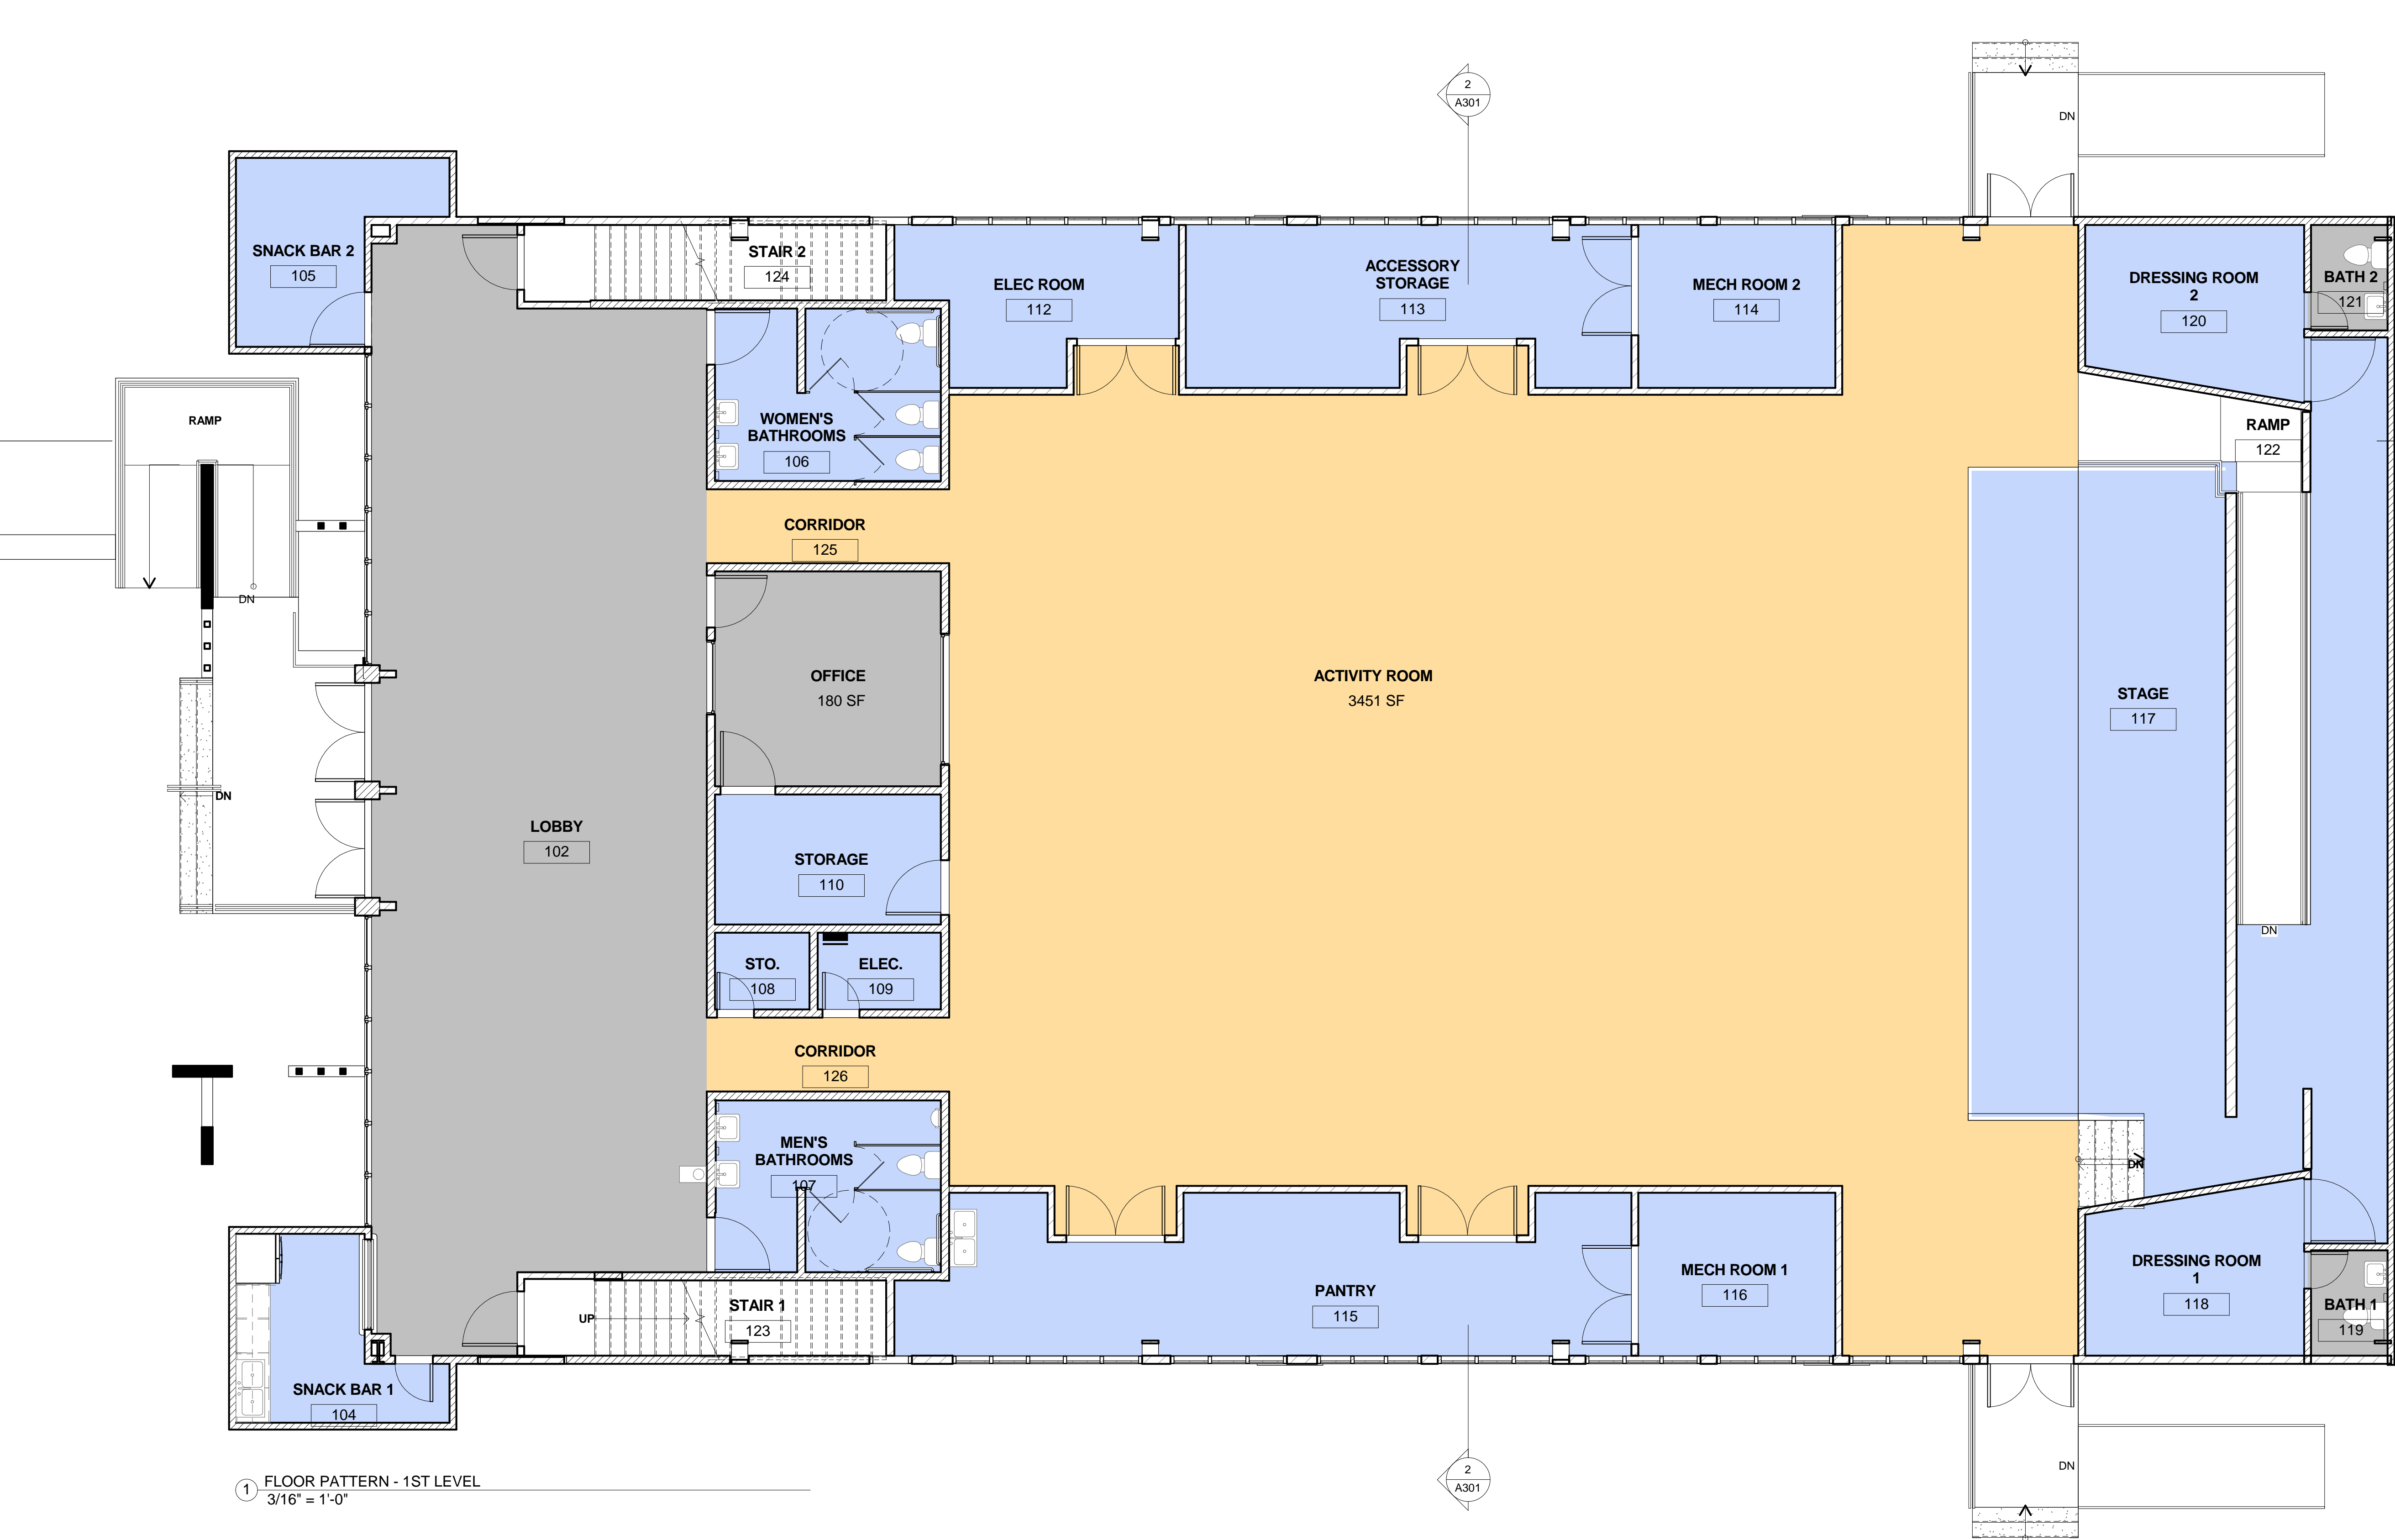 2
A301
DN
SNACK BAR 2
105
STAIR 2
124
ELEC ROOM
112
ACCESSORY
STORAGE
113
MECH ROOM 2
114
DRESSING ROOM
2
120
BATH 2
121
RAMP
WOMEN'S
BATHROOMS
106
RAMP
122
CORRIDOR
125
DN
OFFICE
180 SF
ACTIVITY ROOM
3451 SF
STAGE
117
DN
LOBBY
102
STORAGE
110
DN
STO.
108
ELEC.
109
CORRIDOR
126
MEN'S
BATHROOMS
107
DN
UP
STAIR 1
123
PANTRY
115
MECH ROOM 1
116
DRESSING ROOM
1
118
BATH 1
119
SNACK BAR 1
104
DN
2
A301
1
FLOOR PATTERN - 1ST LEVEL
3/16" = 1'-0"